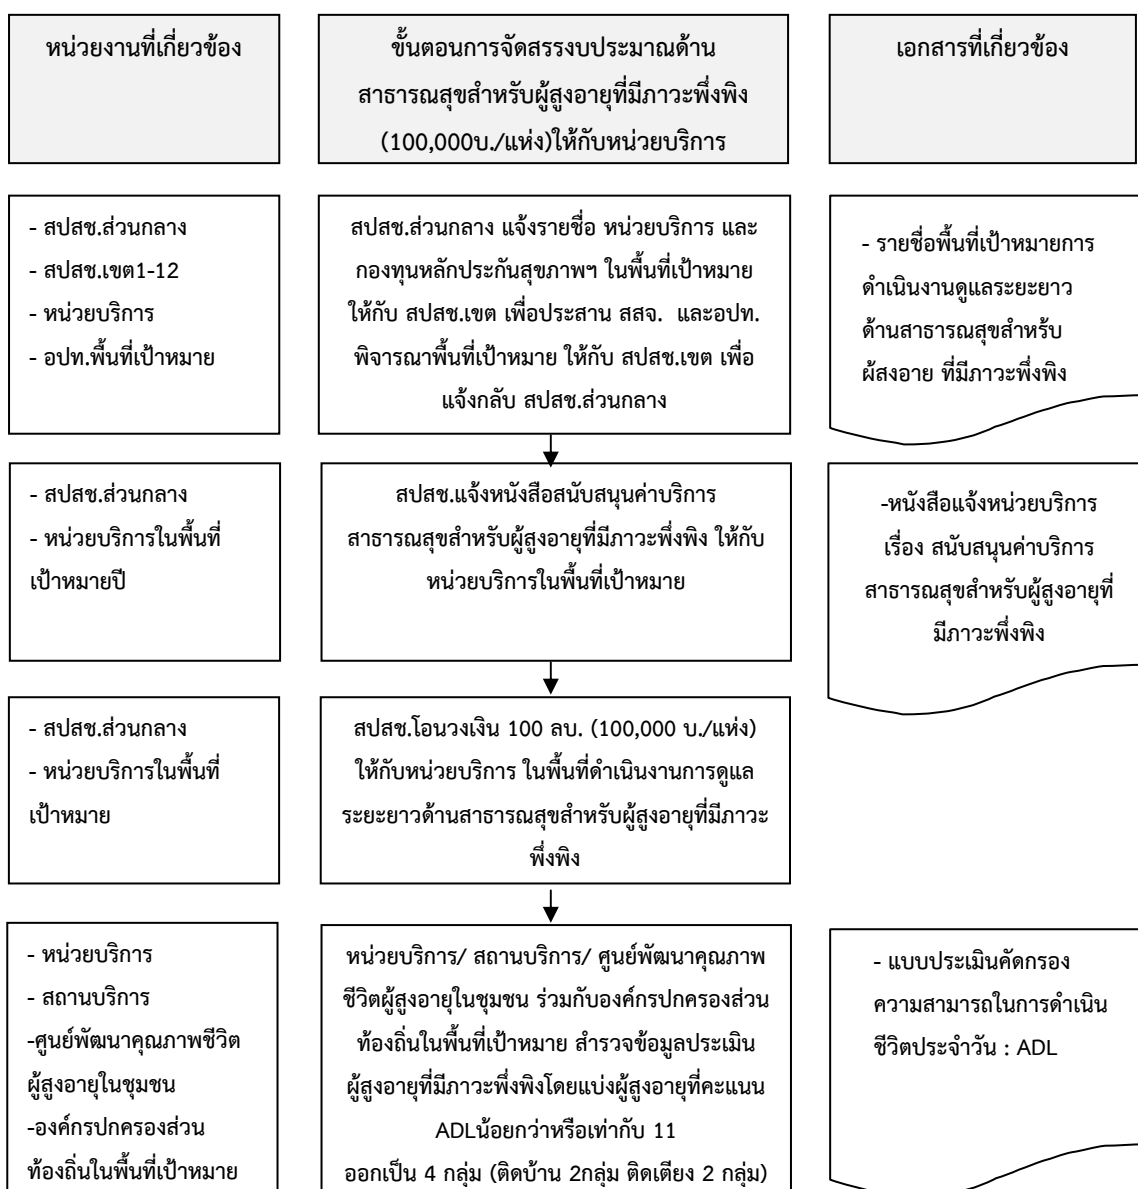 หน่วยงานที่เกี่ยวข้อง
ขั้นตอนการจัดสรรงบประมาณด้าน
สาธารณสุขสำหรับผู้สูงอายุที่มีภาวะพึ่งพิง
(100,000บ./แห่ง)ให้กับหน่วยบริการ
เอกสารที่เกี่ยวข้อง
- สปสช.ส่วนกลาง
- สปสช.เขต1-12
- หน่วยบริการ
- อปท.พื้นที่เป้าหมาย
สปสช.ส่วนกลาง แจ้งรายชื่อ หน่วยบริการ และ
กองทุนหลักประกันสุขภาพฯ ในพื้นที่เป้าหมาย
ให้กับ สปสช.เขต เพื่อประสาน สสจ. และอปท.
พิจารณาพื้นที่เป้าหมาย ให้กับ สปสช.เขต เพื่อ
แจ้งกลับ สปสช.ส่วนกลาง
- รายชื่อพื้นที่เป้าหมายการ
ดำเนินงานดูแลระยะยาว
ด้านสาธารณสุขสำหรับ
ผู้สูงอายุ ที่มีภาวะพึ่งพิง
- สปสช.ส่วนกลาง
- หน่วยบริการในพื้นที่
เป้าหมายปี
สปสช.แจ้งหนังสือสนับสนุนค่าบริการ
สาธารณสุขสำหรับผู้สูงอายุที่มีภาวะพึ่งพิง ให้กับ
หน่วยบริการในพื้นที่เป้าหมาย
-หนังสือแจ้งหน่วยบริการ
เรื่อง สนับสนุนค่าบริการ
สาธารณสุขสำหรับผู้สูงอายุที่
มีภาวะพึ่งพิง
- สปสช.ส่วนกลาง
- หน่วยบริการในพื้นที่
เป้าหมาย
สปสช.โอนวงเงิน 100 ลบ. (100,000 บ./แห่ง)
ให้กับหน่วยบริการ ในพื้นที่ดำเนินงานการดูแล
ระยะยาวด้านสาธารณสุขสำหรับผู้สูงอายุที่มีภาวะ
พึ่งพิง
- หน่วยบริการ
- สถานบริการ
-ศูนย์พัฒนาคุณภาพชีวิต
ผู้สูงอายุในชุมชน
-องค์กรปกครองส่วน
ท้องถิ่นในพื้นที่เป้าหมาย
หน่วยบริการ/ สถานบริการ/ ศูนย์พัฒนาคุณภาพ
ชีวิตผู้สูงอายุในชุมชน ร่วมกับองค์กรปกครองส่วน
ท้องถิ่นในพื้นที่เป้าหมาย สำรวจข้อมูลประเมิน
ผู้สูงอายุที่มีภาวะพึ่งพิงโดยแบ่งผู้สูงอายุที่คะแนน
ADLน้อยกว่าหรือเท่ากับ 11
ออกเป็น 4 กลุ่ม (ติดบ้าน 2กลุ่ม ติดเตียง 2 กลุ่ม)
- แบบประเมินคัดกรอง
ความสามารถในการดำเนิน
ชีวิตประจำวัน : ADL